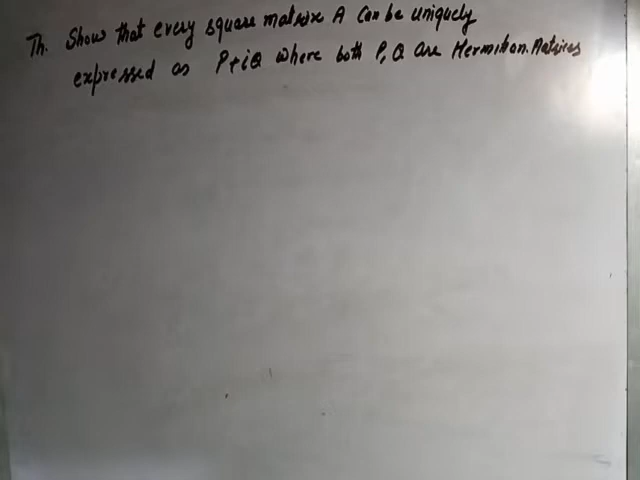 Th. Show that every square matrix A can be uniquely
expressed as P+iQ where both P, Q are Hermitian Matrices